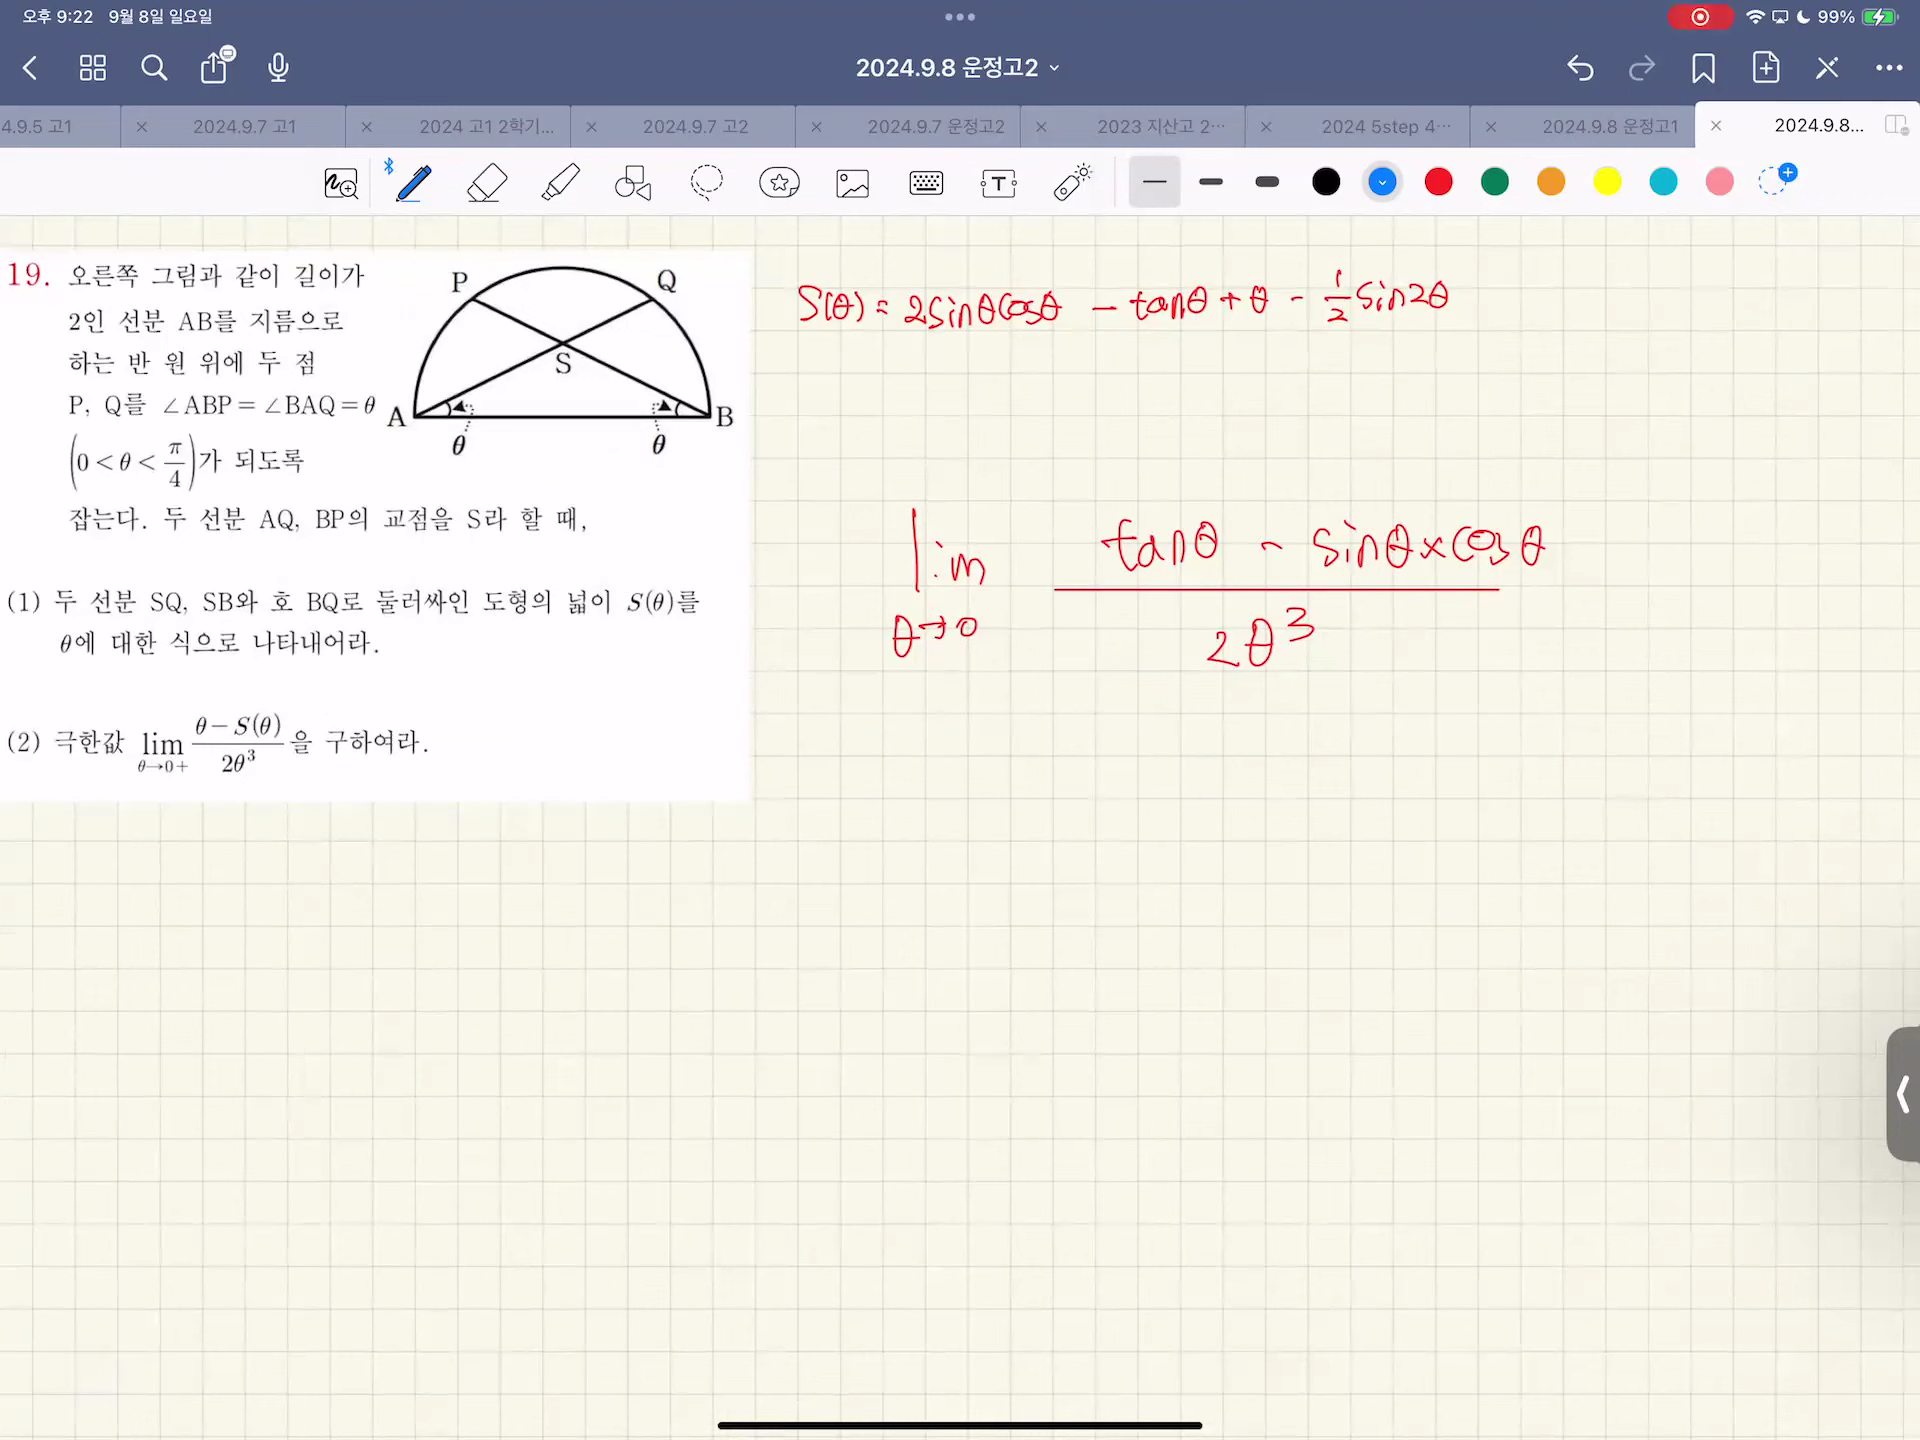 오후 9:22 9월 8일 일요일
99%
2024.9.8 운정고2
4.9.5 고1
2024.9.7 고1
2024 고1 2학기...
2024.9.7 고2
2024.9.7 운정고2
2023 지산고 2...
2024 5step 4...
2024.9.8 운정고1
2024.9.8...
19. 오른쪽 그림과 같이 길이가
2인 선분 AB를 지름으로
하는 반 원 위에 두 점
P, Q를 ∠ABP=∠BAQ=θ
(0<θ<π/4)가 되도록
잡는다. 두 선분 AQ, BP의 교점을 S라 할 때,
P Q
S
A B
θ θ
(1) 두 선분 SQ, SB와 호 BQ로 둘러싸인 도형의 넓이 S(θ)를
θ에 대한 식으로 나타내어라.
(2) 극한값 lim θ→0+ (θ−S(θ))/2θ³ 을 구하여라.
S(θ) = 2sinθcosθ − tanθ + θ − ½sin2θ
lim θ→0 (tanθ − sinθ×cosθ)/2θ³